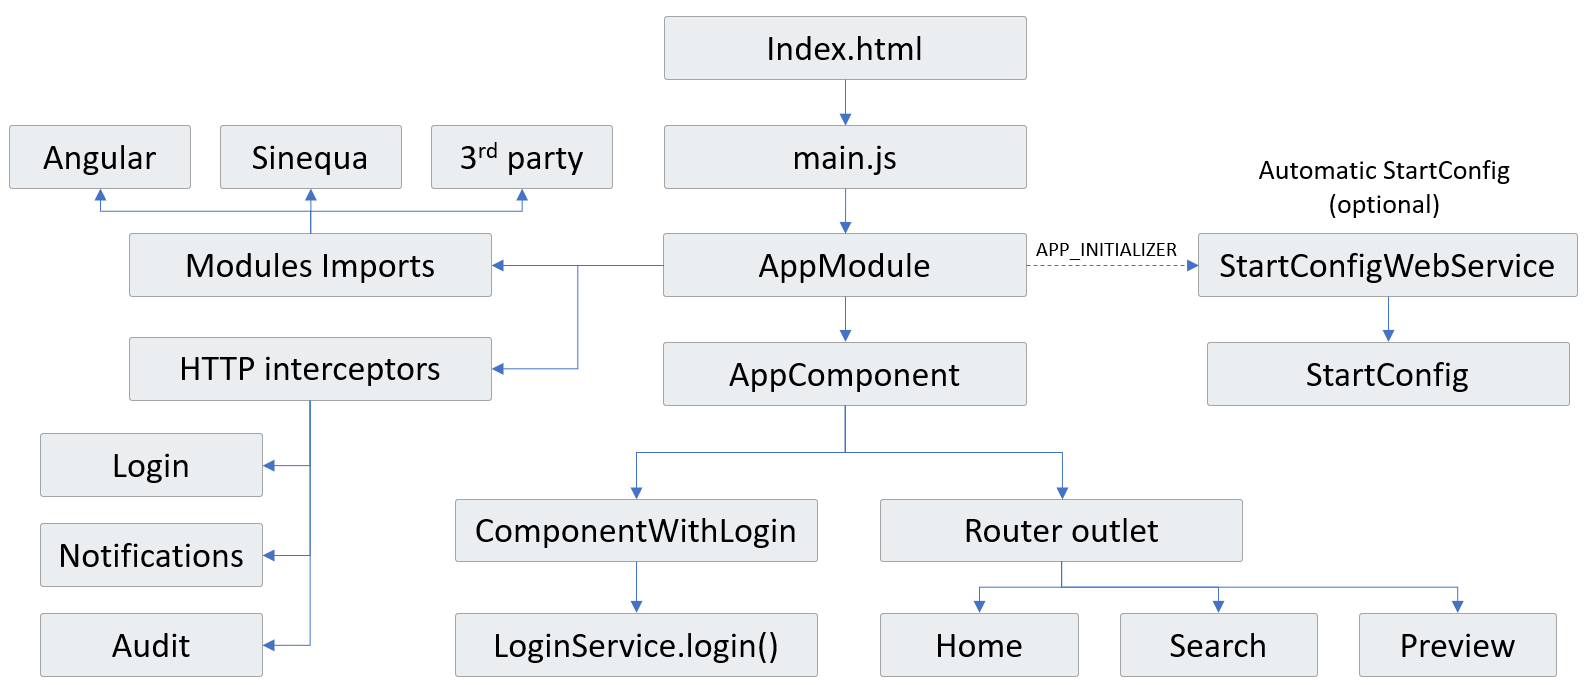 Index.html
Angular
Sinequa
3rd party
main.js
Automatic StartConfig
(optional)
Modules Imports
AppModule
APP_INITIALIZER
StartConfigWebService
HTTP interceptors
AppComponent
StartConfig
Login
ComponentWithLogin
Router outlet
Notifications
Audit
LoginService.login()
Home
Search
Preview